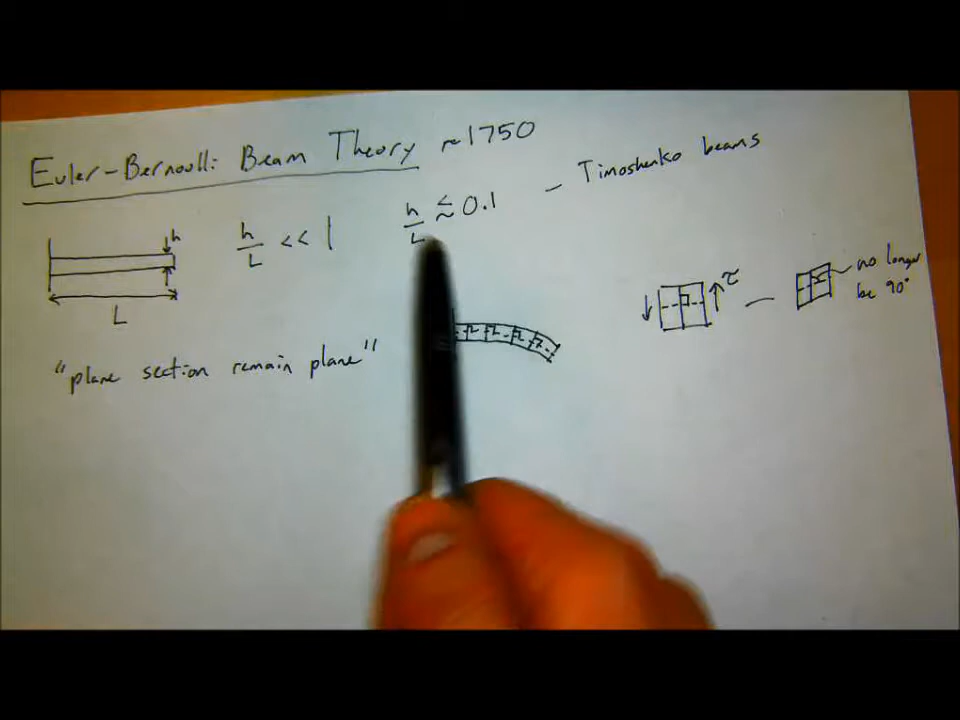 Euler-Bernoulli Beam Theory ~1750
h/L << 1
h/L ≲ 0.1
- Timoshenko beams
h
L
"plane section remain plane"
τ
no longer
be 90°